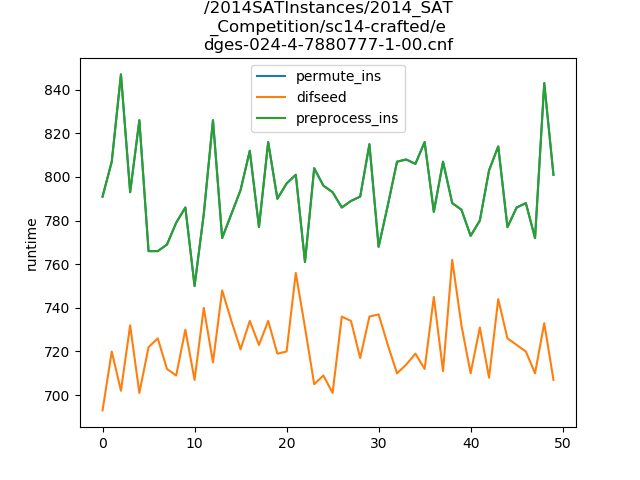 /2014SATInstances/2014_SAT
_Competition/sc14-crafted/e
dges-024-4-7880777-1-00.cnf
permute_ins
difseed
preprocess_ins
runtime
840
820
800
780
760
740
720
700
0 10 20 30 40 50